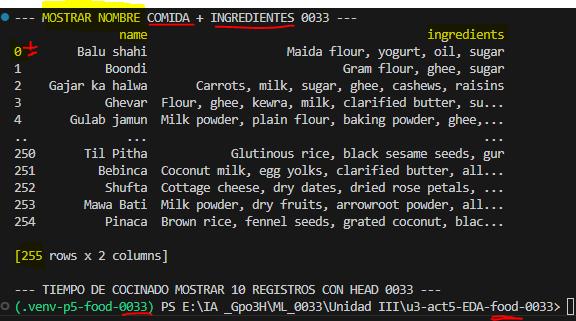 --- MOSTRAR NOMBRE COMIDA + INGREDIENTES 0033 ---
name ingredients
0 Balu shahi Maida flour, yogurt, oil, sugar
1 Boondi Gram flour, ghee, sugar
2 Gajar ka halwa Carrots, milk, sugar, ghee, cashews, raisins
3 Ghevar Flour, ghee, kewra, milk, clarified butter, su...
4 Gulab jamun Milk powder, plain flour, baking powder, ghee,...
.. ... ...
250 Til Pitha Glutinous rice, black sesame seeds, gur
251 Bebinca Coconut milk, egg yolks, clarified butter, all...
252 Shufta Cottage cheese, dry dates, dried rose petals, ...
253 Mawa Bati Milk powder, dry fruits, arrowroot powder, all...
254 Pinaca Brown rice, fennel seeds, grated coconut, blac...
[255 rows x 2 columns]
--- TIEMPO DE COCINADO MOSTRAR 10 REGISTROS CON HEAD 0033 ---
(.venv-p5-food-0033) PS E:\IA _Gpo3H\ML_0033\Unidad III\u3-act5-EDA-food-0033>